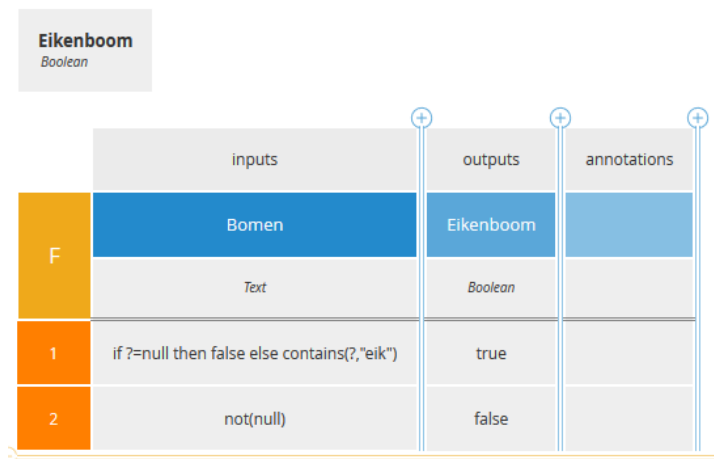 Eikenboom
Boolean
inputs outputs annotations
F
Bomen Eikenboom
Text Boolean
1 if ?=null then false else contains(?,"eik") true
2 not(null) false